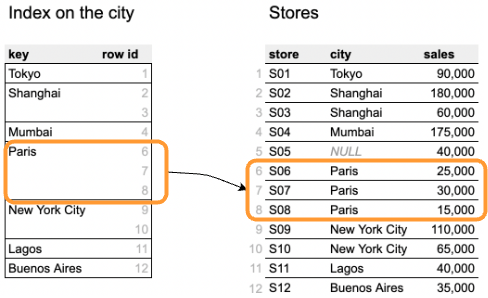 Index on the city
key row id
Tokyo 1
Shanghai 2
3
Mumbai 4
Paris 6
7
8
New York City 9
10
Lagos 11
Buenos Aires 12
Stores
store city sales
1 S01 Tokyo 90,000
2 S02 Shanghai 180,000
3 S03 Shanghai 60,000
4 S04 Mumbai 175,000
5 S05 NULL 40,000
6 S06 Paris 25,000
7 S07 Paris 30,000
8 S08 Paris 15,000
9 S09 New York City 110,000
10 S10 New York City 65,000
11 S11 Lagos 40,000
12 S12 Buenos Aires 35,000